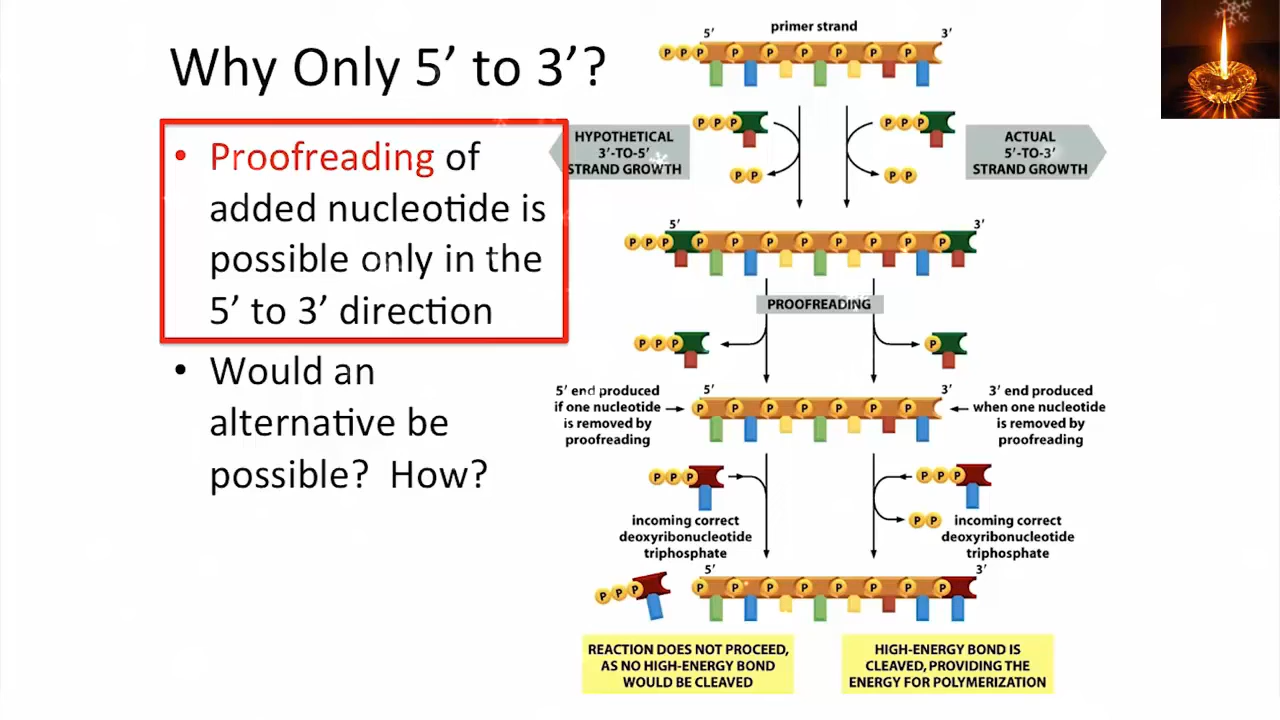 Why Only 5’ to 3’?
• Proofreading of
added nucleotide is
possible only in the
5’ to 3’ direction
• Would an
alternative be
possible? How?
primer strand
5’ 3’
P P P P P P P P P
P P P P P P
HYPOTHETICAL
3’-TO-5’
STRAND GROWTH
ACTUAL
5’-TO-3’
STRAND GROWTH
P P P P
5’ 3’
P P P P P P P P P P P
PROOFREADING
P P P P
5’ end produced
if one nucleotide
is removed by
proofreading
5’ 3’
P P P P P P P
3’ end produced
when one nucleotide
is removed by
proofreading
P P P P P P
incoming correct
deoxyribonucleotide
triphosphate
P P
incoming correct
deoxyribonucleotide
triphosphate
5’ 3’
P P P P P P P P P P P
REACTION DOES NOT PROCEED,
AS NO HIGH-ENERGY BOND
WOULD BE CLEAVED
HIGH-ENERGY BOND IS
CLEAVED, PROVIDING THE
ENERGY FOR POLYMERIZATION